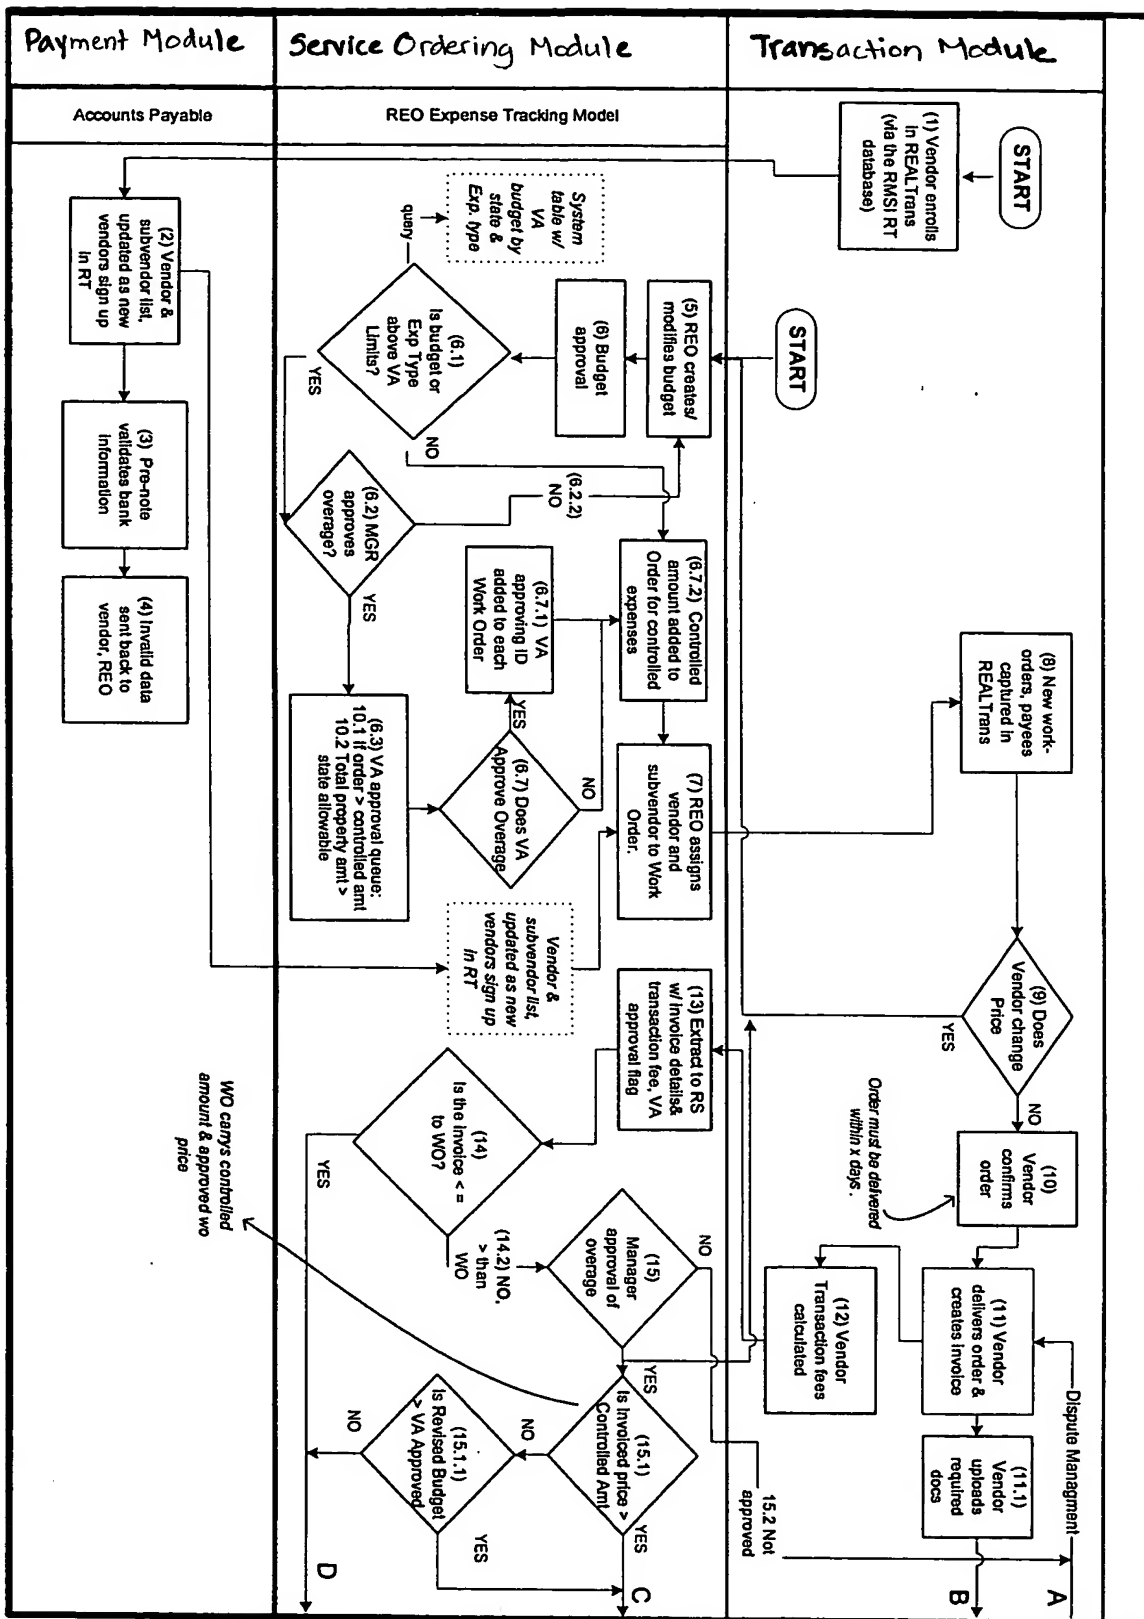 Payment Module
Service Ordering Module
Transaction Module
Accounts Payable
REO Expense Tracking Model
START
(1) Vendor enrolls
in REALTrans
(via the RMSI RT
database)
START
(2) Vendor &
subvendor list,
updated as new
vendors sign up
in RT
(3) Pre-note
validates bank
information
(4) Invalid data
sent back to
vendor, REO
System
table w/
VA
budget by
state &
Exp. type
query
(5) REO creates/
modifies budget
(6) Budget
approval
(6.1)
Is budget or
Exp Type
above VA
Limits?
YES
NO
(6.2) MGR
approves
overage?
(6.2.2)
NO
YES
(6.3) VA approval queue:
10.1 If order > controlled amt
10.2 Total property amt >
state allowable
(6.7) Does VA
Approve Overage
YES
NO
(6.7.1) VA
approving ID
added to each
Work Order
(6.7.2) Controlled
amount added to
Order for controlled
expenses
(7) REO assigns
vendor and
subvendor to Work
Order.
Vendor &
subvendor list,
updated as new
vendors sign up
in RT
(8) New work-
orders, payees
captured in
REALTrans
(9) Does
Vendor change
Price
YES
NO
(10)
Vendor
confirms
order
Order must be delivered
within x days.
(11) Vendor
delivers order &
creates invoice
(11.1)
Vendor
uploads
required
docs
(12) Vendor
Transaction fees
calculated
(13) Extract to RS
w/ invoice details&
transaction fee, VA
approval flag
(14)
Is the Invoice < =
to WO?
YES
(14.2) NO,
> than
WO
(15)
Manager
approval of
overage
NO
YES
(15.1)
Is Invoiced price >
Controlled Amt
YES
NO
(15.1.1)
Is Revised Budget
> VA Approved
NO
YES
15.2 Not
approved
Dispute Managment
WO carrys controlled
amount & approved wo
price
A
B
C
D